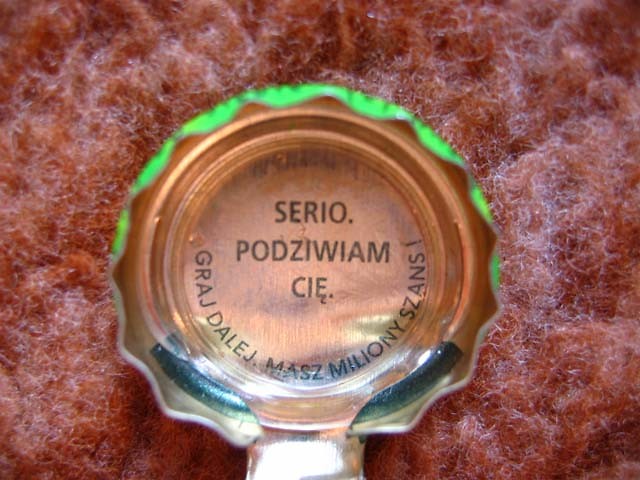 SERIO.
PODZIWIAM
CIĘ.
GRAJ DALEJ. MASZ MILIONY SZANS!